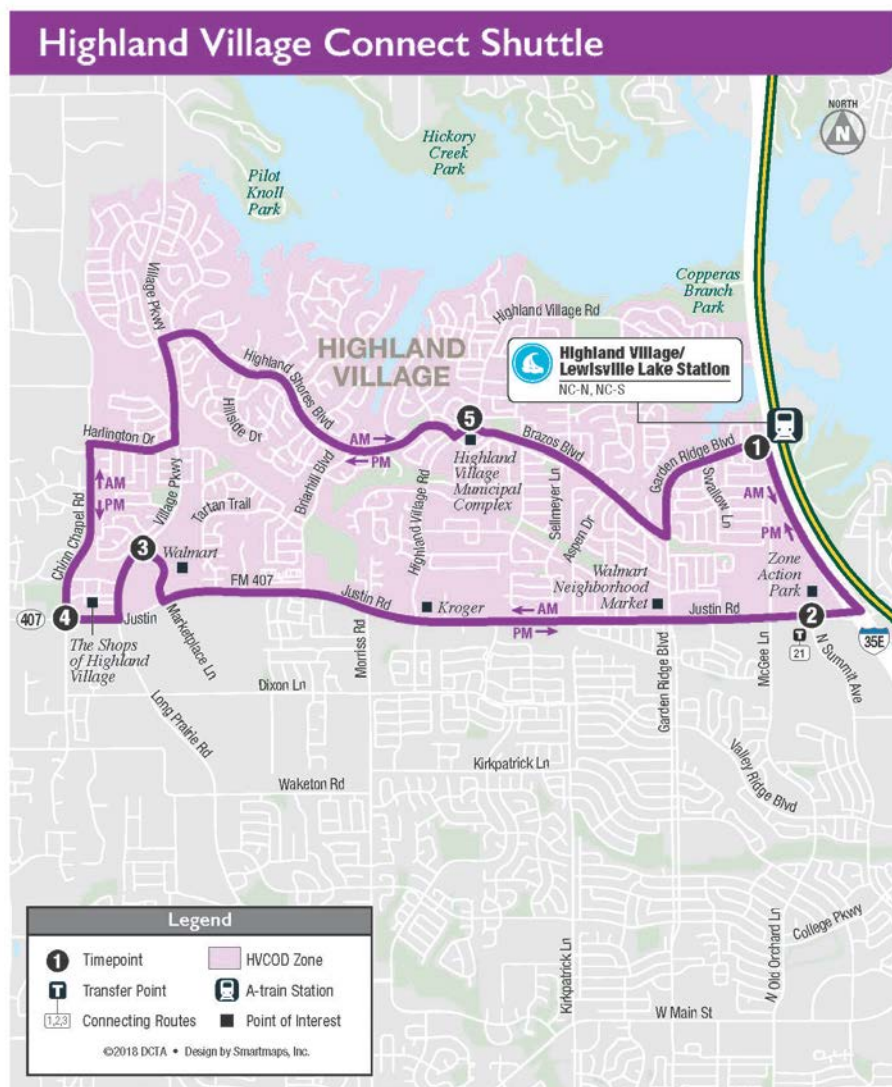 Highland Village Connect Shuttle
NORTH
N
Hickory
Creek
Park
Pilot
Knoll
Park
Village Pkwy
Copperas
Branch
Park
Highland Village Rd
HIGHLAND
VILLAGE
Highland Village/
Lewisville Lake Station
NC-N, NC-S
Highland Shores Blvd
Hillside Dr
Harlington Dr
AM
PM
5
Brazos Blvd
Garden Ridge Blvd
1
Highland
Village
Municipal
Complex
Briarhill Blvd
Highland Village Rd
Sellmeyer Ln
Aspen Dr
Swallow Ln
AM
PM
AM
PM
Chinn Chapel Rd
Village Pkwy
Tartan Trail
3
Walmart
FM 407
Justin Rd
Kroger
Walmart
Neighborhood
Market
Zone
Action
Park
AM
PM
Justin Rd
2
T
21
407
4
Justin
The Shops
of Highland
Village
Marketplace Ln
Morriss Rd
Garden Ridge Blvd
McGee Ln
N Summit Ave
35E
Dixon Ln
Long Prairie Rd
Waketon Rd
Kirkpatrick Ln
Valley Ridge Blvd
Kirkpatrick Ln
N Old Orchard Ln
College Pkwy
W Main St
Legend
1 Timepoint
HVCOD Zone
T Transfer Point
A-train Station
1,2,3 Connecting Routes
Point of Interest
©2018 DCTA • Design by Smartmaps, Inc.